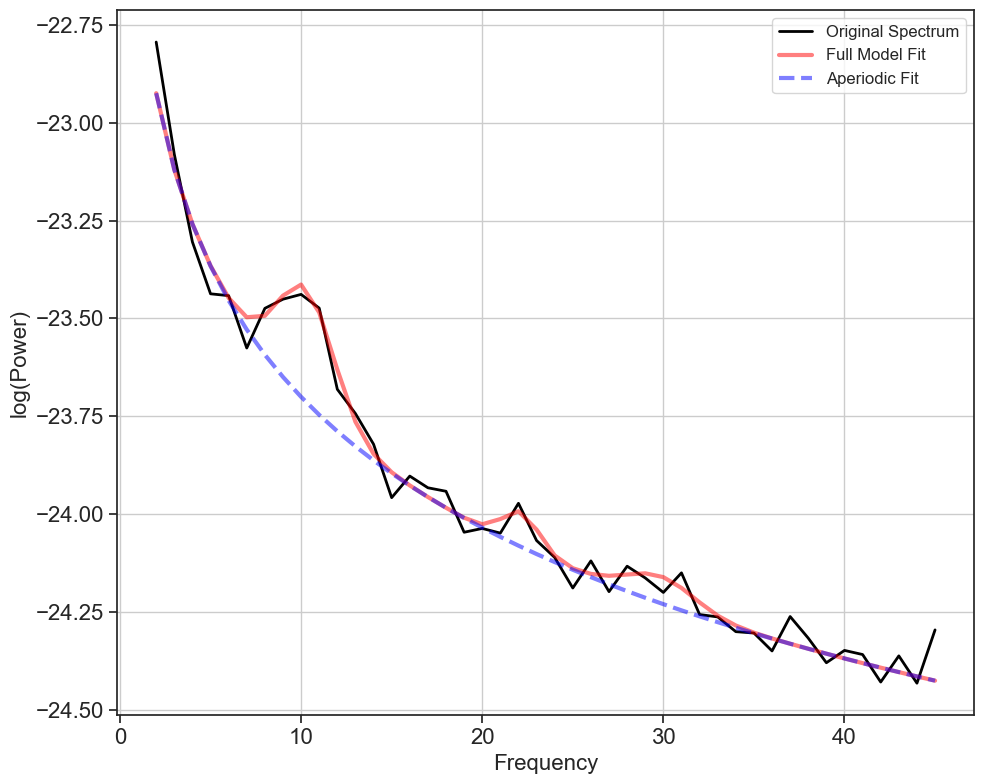 −22.75
−23.00
−23.25
−23.50
−23.75
−24.00
−24.25
−24.50
log(Power)
0
10
20
30
40
Frequency
Original Spectrum
Full Model Fit
Aperiodic Fit